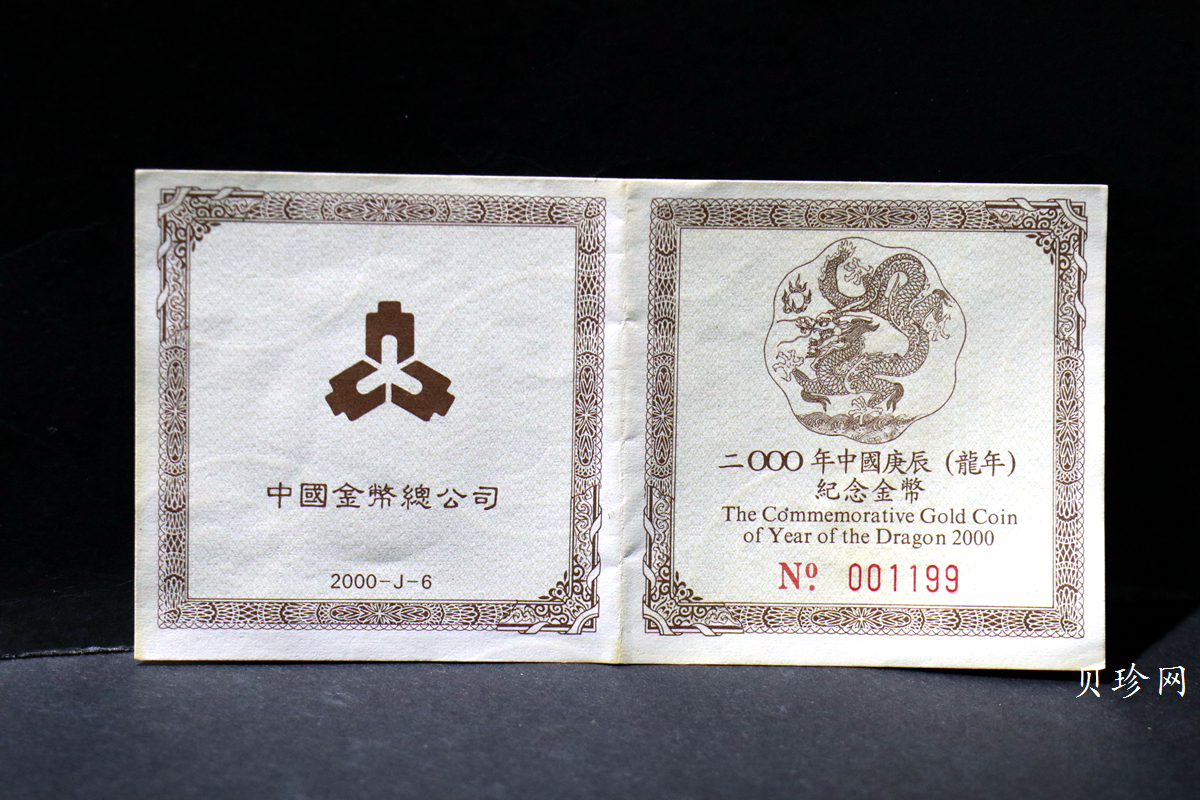 中國金幣總公司
2000-J-6
二OOO年中國庚辰(龍年)
紀念金幣
The Commemorative Gold Coin
of Year of the Dragon 2000
Nº 001199
贝珍网